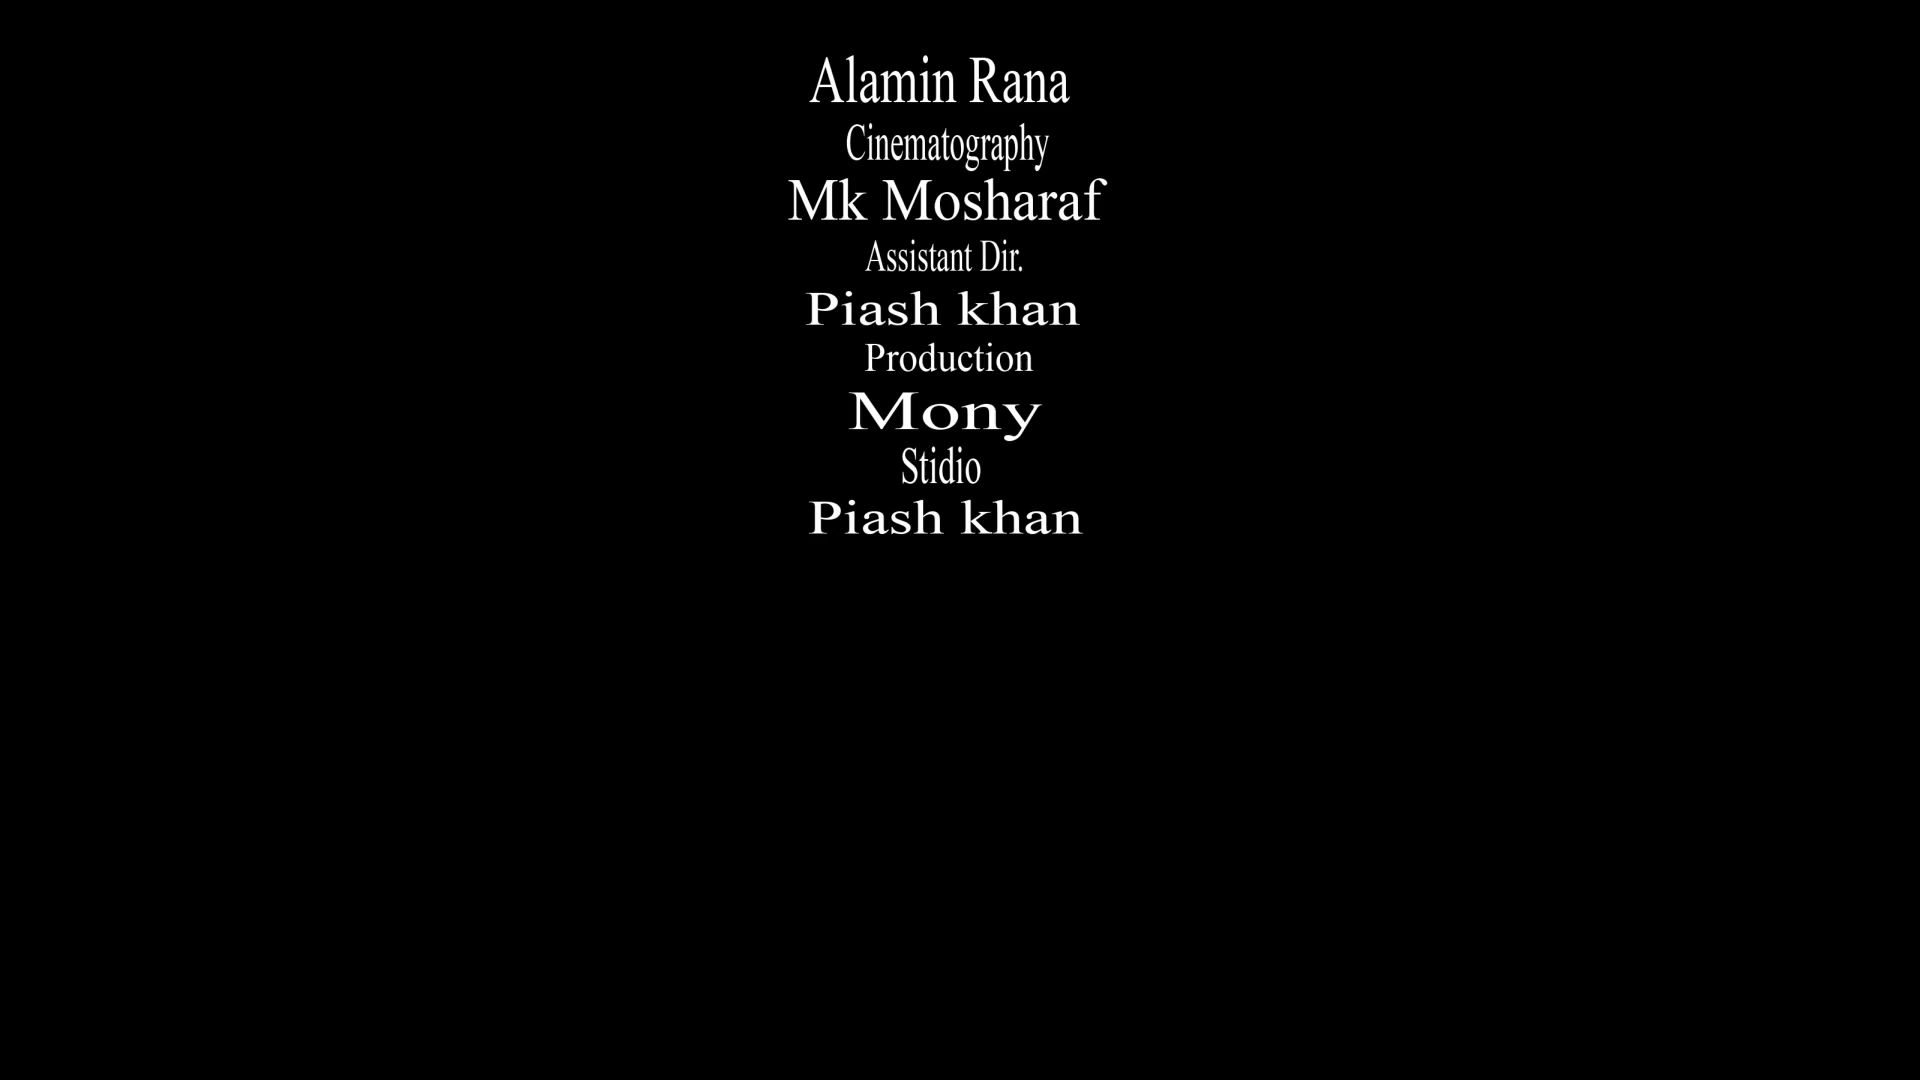 Alamin Rana
Cinematography
Mk Mosharaf
Assistant Dir.
Piash khan
Production
Mony
Stidio
Piash khan